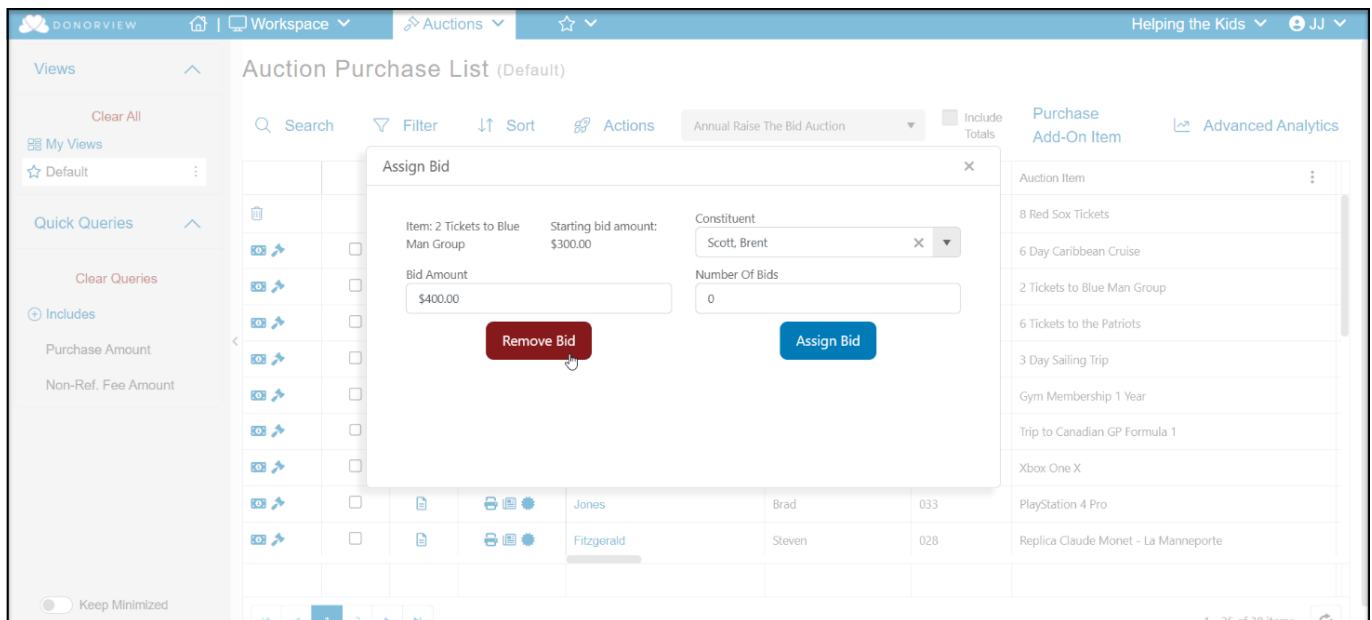 DONORVIEW
Workspace
Auctions
Helping the Kids
JJ
Views
Clear All
My Views
Default
Quick Queries
Clear Queries
Includes
Purchase Amount
Non-Ref. Fee Amount
Keep Minimized
Auction Purchase List (Default)
Search
Filter
Sort
Actions
Annual Raise The Bid Auction
Include
Totals
Purchase
Add-On Item
Advanced Analytics
Assign Bid
Item: 2 Tickets to Blue
Man Group
Starting bid amount:
$300.00
Constituent
Scott, Brent
Bid Amount
$400.00
Number Of Bids
0
Remove Bid
Assign Bid
Auction Item
8 Red Sox Tickets
6 Day Caribbean Cruise
2 Tickets to Blue Man Group
6 Tickets to the Patriots
3 Day Sailing Trip
Gym Membership 1 Year
Trip to Canadian GP Formula 1
Xbox One X
Jones Brad 033 PlayStation 4 Pro
Fitzgerald Steven 028 Replica Claude Monet - La Manneporte
1
2